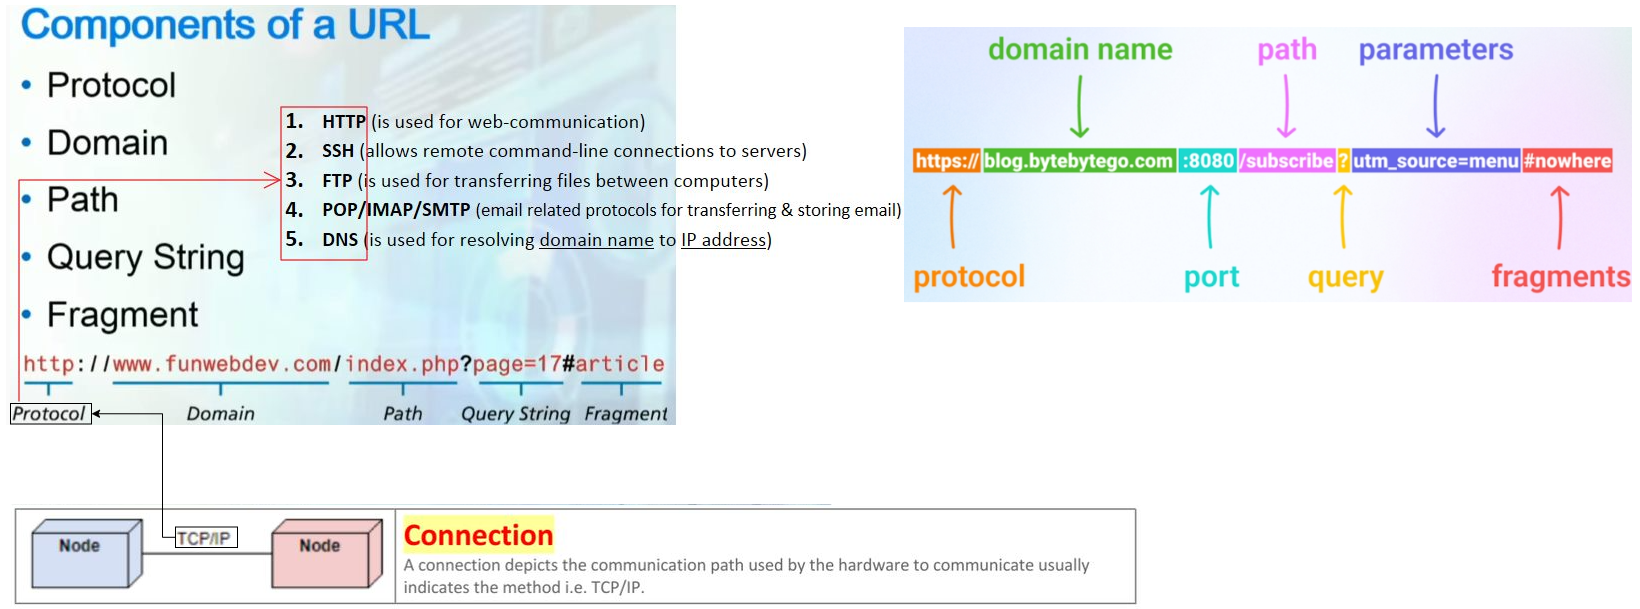 Components of a URL
• Protocol
• Domain
• Path
• Query String
• Fragment
1. HTTP (is used for web-communication)
2. SSH (allows remote command-line connections to servers)
3. FTP (is used for transferring files between computers)
4. POP/IMAP/SMTP (email related protocols for transferring & storing email)
5. DNS (is used for resolving domain name to IP address)
http://www.funwebdev.com/index.php?page=17#article
Protocol Domain Path Query String Fragment
domain name path parameters
https:// blog.bytebytego.com :8080 /subscribe ? utm_source=menu #nowhere
protocol port query fragments
Node TCP/IP Node
Connection
A connection depicts the communication path used by the hardware to communicate usually
indicates the method i.e. TCP/IP.